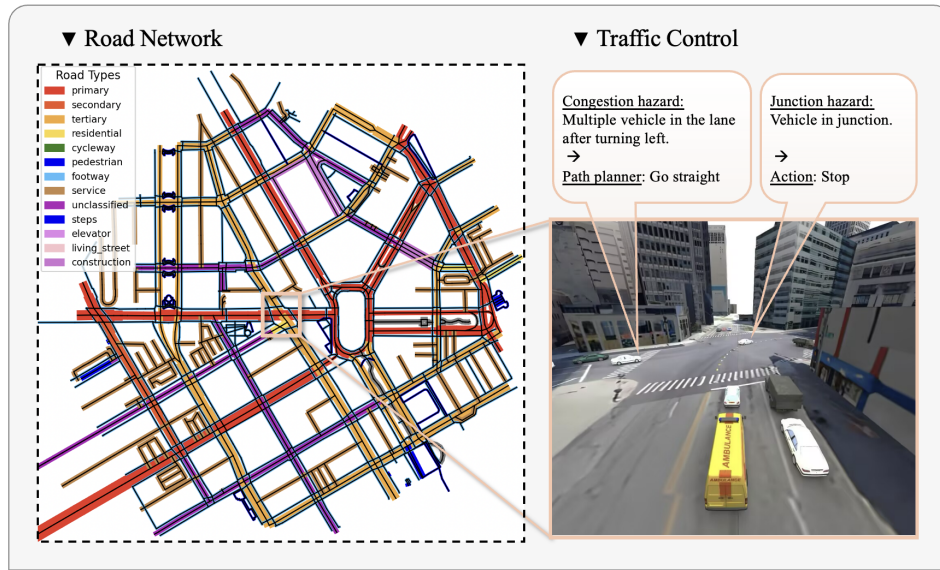 ▼ Road Network
Road Types
primary
secondary
tertiary
residential
cycleway
pedestrian
footway
service
unclassified
steps
elevator
living_street
construction
▼ Traffic Control
Congestion hazard:
Multiple vehicle in the lane
after turning left.
→
Path planner: Go straight
Junction hazard:
Vehicle in junction.
→
Action: Stop
AMBULANCE
AMBULANCE